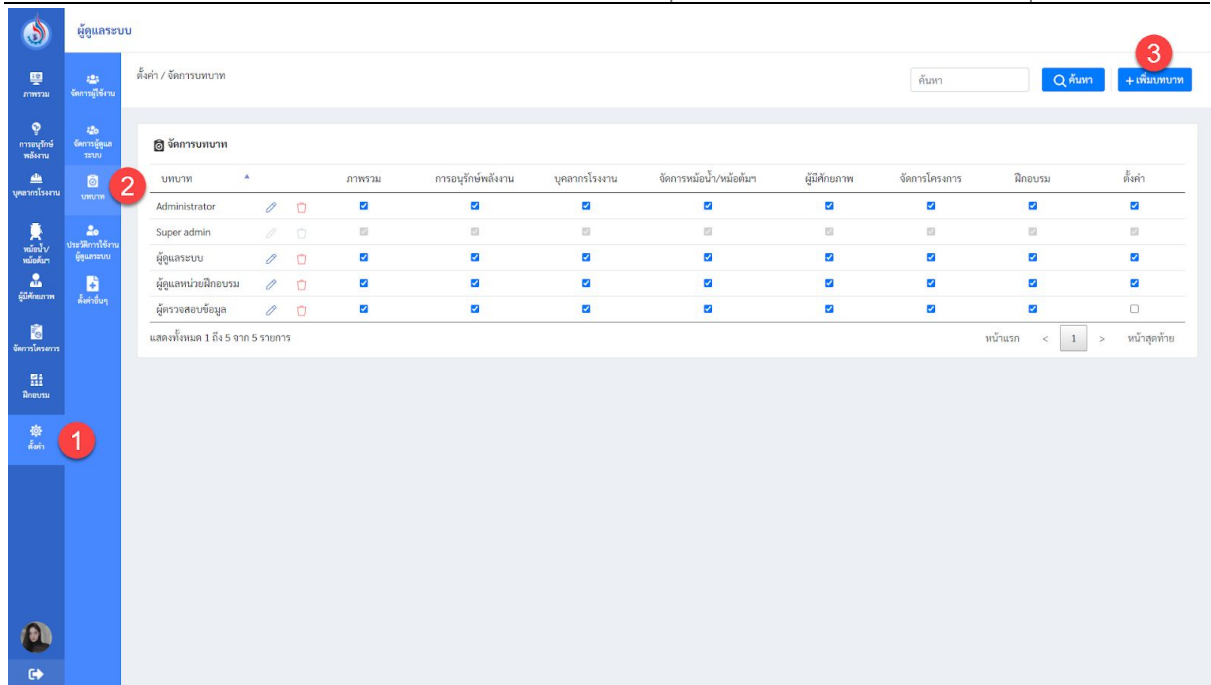 ผู้ดูแลระบบ
3
ภาพรวม
จัดการผู้ใช้งาน
ตั้งค่า / จัดการบทบาท
ค้นหา
ค้นหา
+ เพิ่มบทบาท
การอนุรักษ์
พลังงาน
จัดการผู้ดูแล
ระบบ
จัดการบทบาท
บุคลากรโรงงาน
บทบาท
2
บทบาท ภาพรวม การอนุรักษ์พลังงาน บุคลากรโรงงาน จัดการหม้อน้ำ/หม้อต้มฯ ผู้มีศักยภาพ จัดการโครงการ ฝึกอบรม ตั้งค่า
Administrator
Super admin
หม้อน้ำ/
หม้อต้มฯ
ประวัติการใช้งาน
ผู้ดูแลระบบ
ผู้ดูแลระบบ
ผู้ดูแลหน่วยฝึกอบรม
ผู้มีศักยภาพ
ตั้งค่าอื่นๆ
ผู้ตรวจสอบข้อมูล
แสดงทั้งหมด 1 ถึง 5 จาก 5 รายการ
หน้าแรก < 1 > หน้าสุดท้าย
จัดการโครงการ
ฝึกอบรม
ตั้งค่า
1